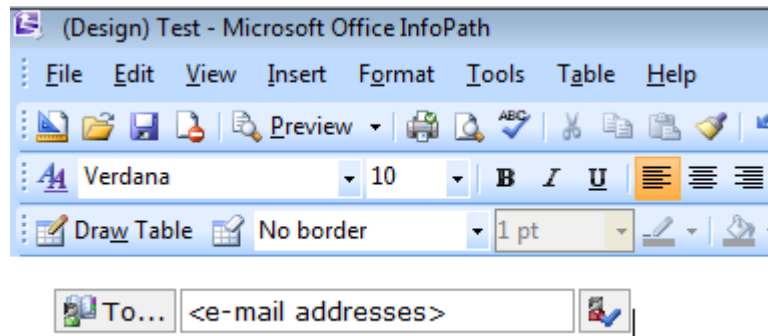 (Design) Test - Microsoft Office InfoPath
File Edit View Insert Format Tools Table Help
Preview ABC
Verdana 10 B I U
Draw Table No border 1 pt
To... <e-mail addresses>